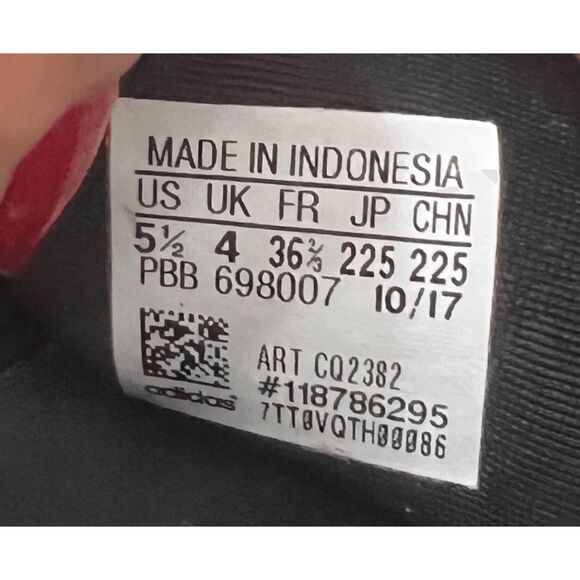 MADE IN INDONESIA
US UK FR JP CHN
5½ 4 36⅔ 225 225
PBB 698007 10/17
ART CQ2382
#118786295
adidas
7TT0VQTH00086